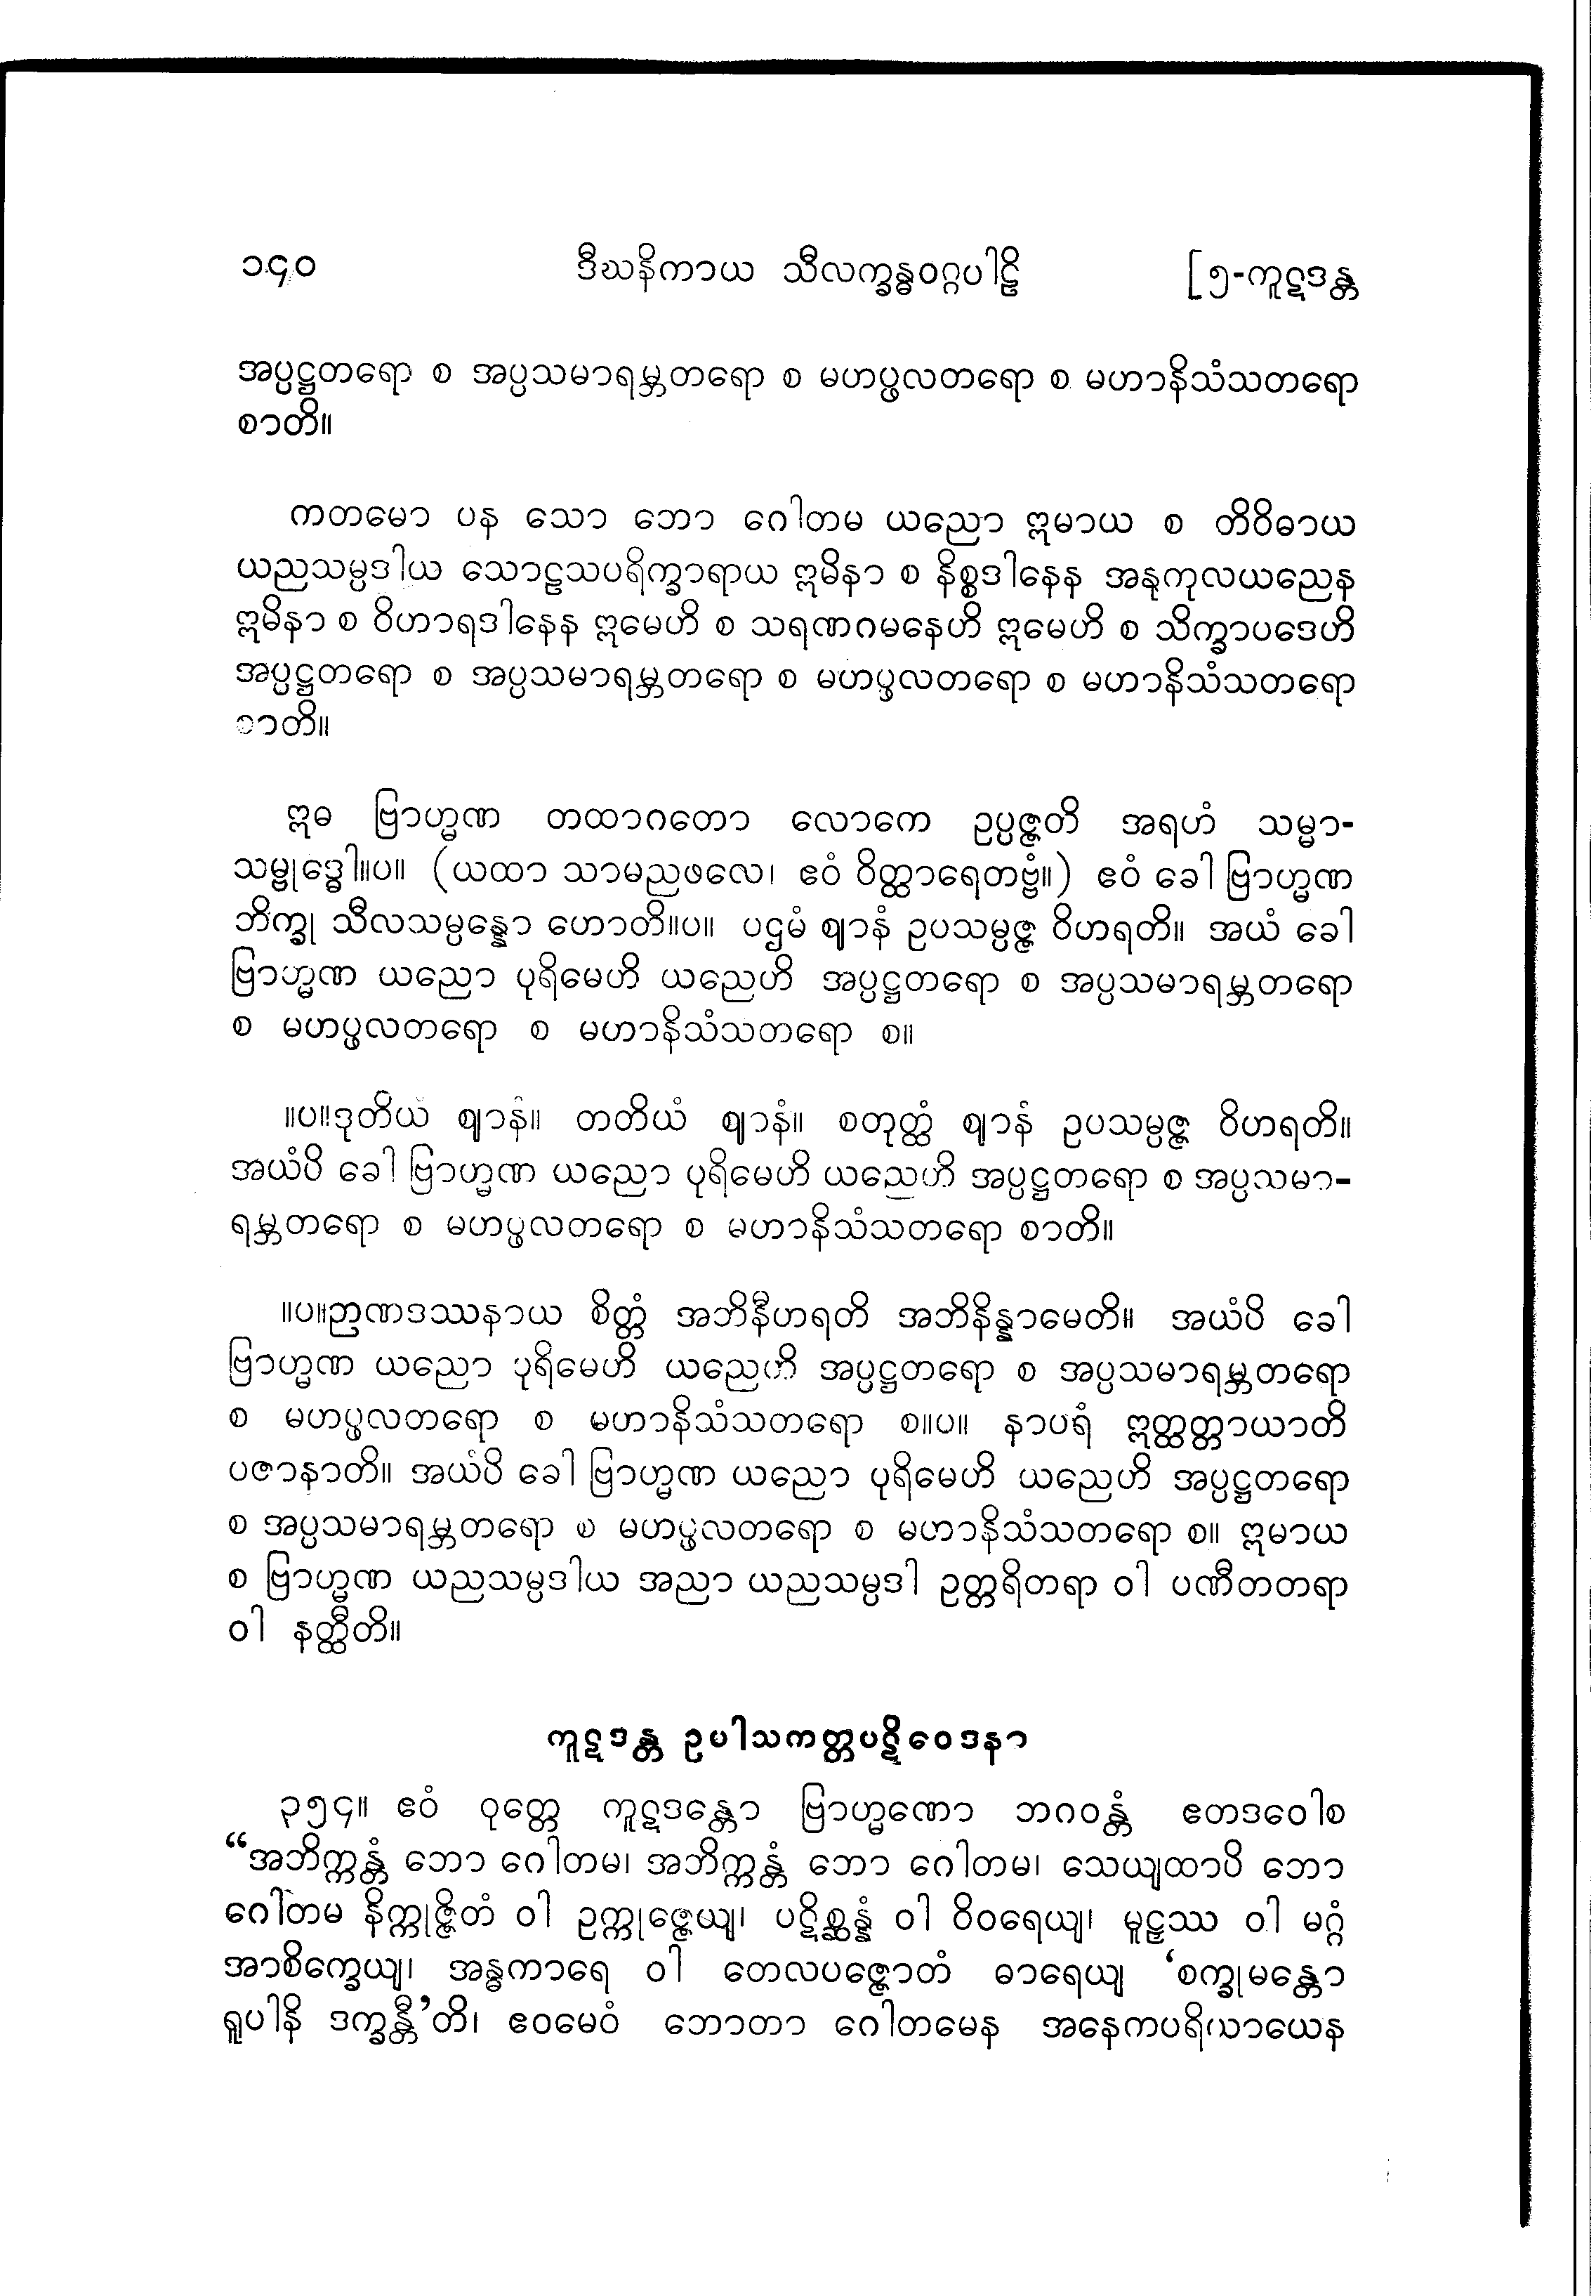 ၁၄၀ ဒီဃနိကာယ သီလက္ခန္ဓဝဂ္ဂပါဠိ [၅-ကူဋဒန္တ
အပ္ပဋ္ဌတရော စ အပ္ပသမာရမ္ဘတရော စ မဟပ္ဖလတရော စ မဟာနိသံသတရော
စာတိ။
ကတမော ပန သော ဘော ဂေါတမ ယညော ဣမာယ စ တိဝိဓာယ
ယညသမ္ပဒါယ သောဠသပရိက္ခာရာယ ဣမိနာ စ နိစ္စဒါနေန အနုကုလယညေန
ဣမိနာ စ ဝိဟာရဒါနေန ဣမေဟိ စ သရဏဂမနေဟိ ဣမေဟိ စ သိက္ခာပဒေဟိ
အပ္ပဋ္ဌတရော စ အပ္ပသမာရမ္ဘတရော စ မဟပ္ဖလတရော စ မဟာနိသံသတရော
စာတိ။
ဣဓ ဗြာဟ္မဏ တထာဂတော လောကေ ဥပ္ပဇ္ဇတိ အရဟံ သမ္မာ-
သမ္ဗုဒ္ဓေါ။ပ။ (ယထာ သာမညဖလေ၊ ဧဝံ ဝိတ္ထာရေတဗ္ဗံ။) ဧဝံ ခေါ ဗြာဟ္မဏ
ဘိက္ခု သီလသမ္ပန္နော ဟောတိ။ပ။ ပဌမံ ဈာနံ ဥပသမ္ပဇ္ဇ ဝိဟရတိ။ အယံ ခေါ
ဗြာဟ္မဏ ယညော ပုရိမေဟိ ယညေဟိ အပ္ပဋ္ဌတရော စ အပ္ပသမာရမ္ဘတရော
စ မဟပ္ဖလတရော စ မဟာနိသံသတရော စ။
။ပ။ဒုတိယံ ဈာနံ။ တတိယံ ဈာနံ။ စတုတ္ထံ ဈာနံ ဥပသမ္ပဇ္ဇ ဝိဟရတိ။
အယံပိ ခေါ ဗြာဟ္မဏ ယညော ပုရိမေဟိ ယညေဟိ အပ္ပဋ္ဌတရော စ အပ္ပသမာ-
ရမ္ဘတရော စ မဟပ္ဖလတရော စ မဟာနိသံသတရော စာတိ။
။ပ။ဉာဏဒဿနာယ စိတ္တံ အဘိနီဟရတိ အဘိနိန္နာမေတိ။ အယံပိ ခေါ
ဗြာဟ္မဏ ယညော ပုရိမေဟိ ယညေဟိ အပ္ပဋ္ဌတရော စ အပ္ပသမာရမ္ဘတရော
စ မဟပ္ဖလတရော စ မဟာနိသံသတရော စ။ပ။ နာပရံ ဣတ္ထတ္တာယာတိ
ပဇာနာတိ။ အယံပိ ခေါ ဗြာဟ္မဏ ယညော ပုရိမေဟိ ယညေဟိ အပ္ပဋ္ဌတရော
စ အပ္ပသမာရမ္ဘတရော စ မဟပ္ဖလတရော စ မဟာနိသံသတရော စ။ ဣမာယ
စ ဗြာဟ္မဏ ယညသမ္ပဒါယ အညာ ယညသမ္ပဒါ ဥတ္တရိတရာ ဝါ ပဏီတတရာ
ဝါ နတ္ထီတိ။
ကူဋဒန္တ ဥပါသကတ္တပဋိဝေဒနာ
၃၅၄။ ဧဝံ ဝုတ္တေ ကူဋဒန္တော ဗြာဟ္မဏော ဘဂဝန္တံ ဧတဒဝေါစ
“အဘိက္ကန္တံ ဘော ဂေါတမ၊ အဘိက္ကန္တံ ဘော ဂေါတမ၊ သေယျထာပိ ဘော
ဂေါတမ နိက္ကုဇ္ဇိတံ ဝါ ဥက္ကုဇ္ဇေယျ၊ ပဋိစ္ဆန္နံ ဝါ ဝိဝရေယျ၊ မူဠှဿ ဝါ မဂ္ဂံ
အာစိက္ခေယျ၊ အန္ဓကာရေ ဝါ တေလပဇ္ဇောတံ ဓာရေယျ ‘စက္ခုမန္တော
ရူပါနိ ဒက္ခန္တီ’တိ၊ ဧဝမေဝံ ဘောတာ ဂေါတမေန အနေကပရိယာယေန